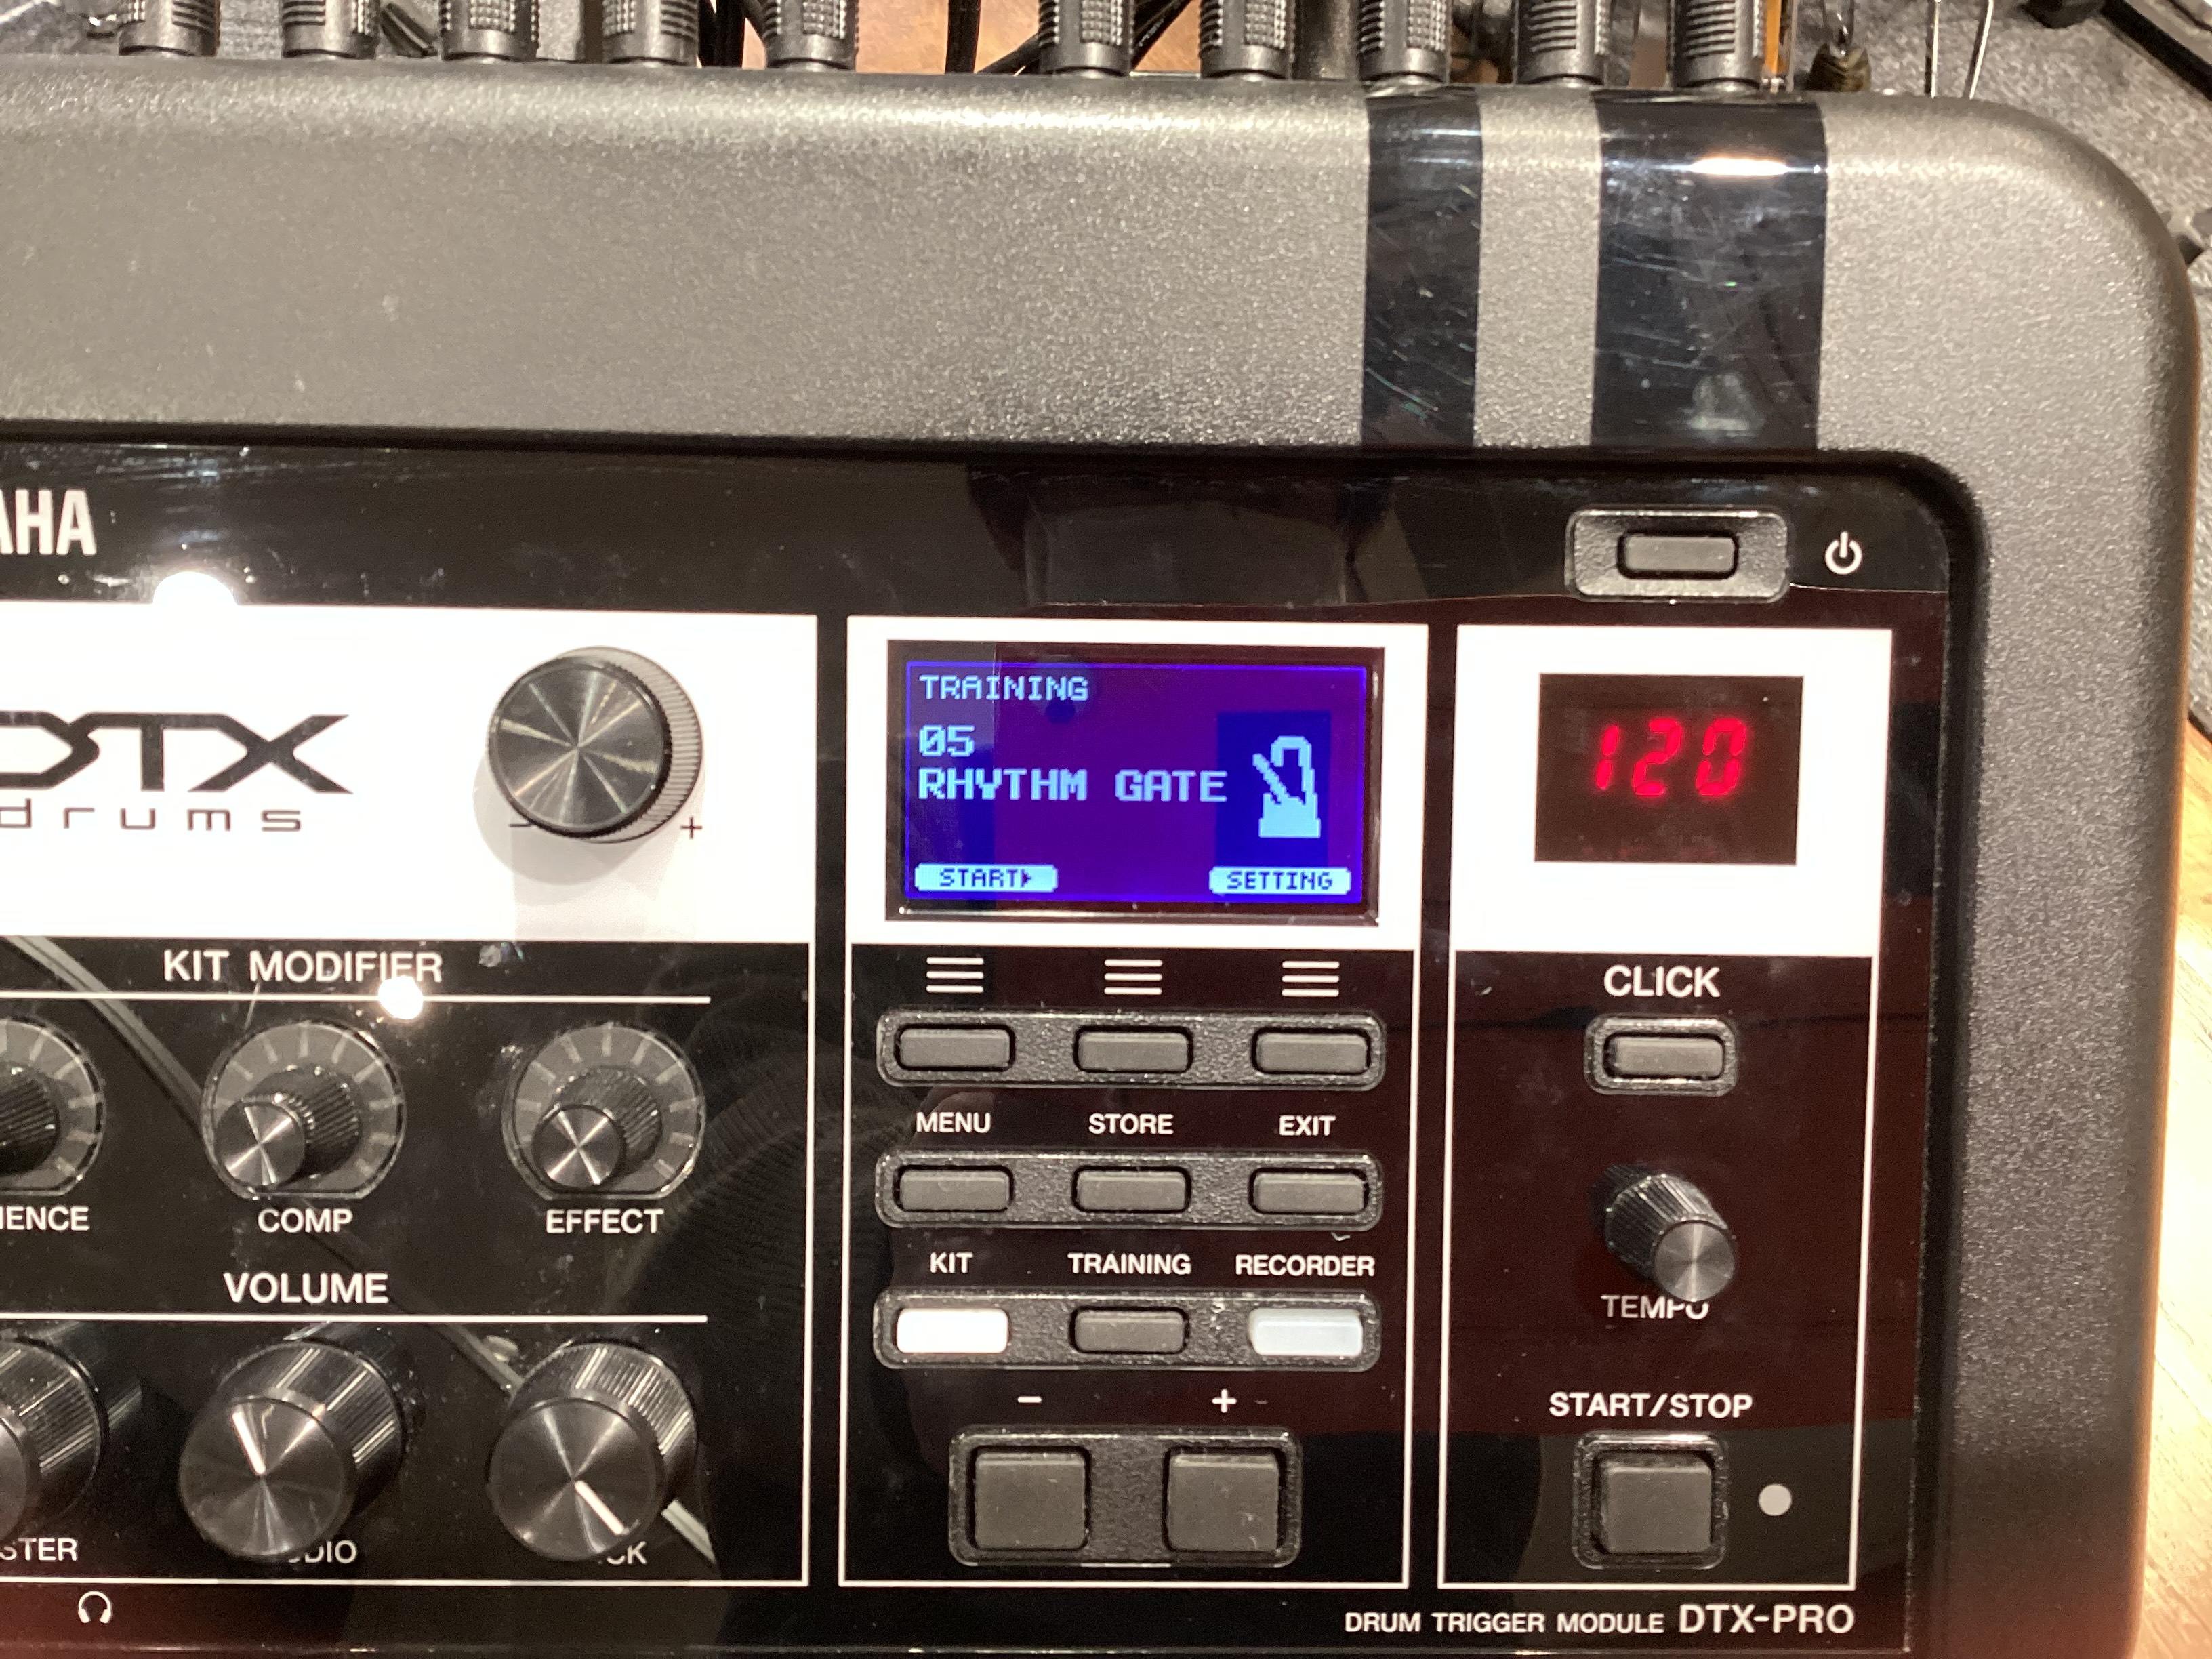 AHA
DTX
drums
- +
TRAINING
05
RHYTHM GATE
START
SETTING
120
KIT MODIFIER
COMP
EFFECT
VOLUME
CLICK
MENU
STORE
EXIT
KIT
TRAINING
RECORDER
TEMPO
- +
START/STOP
DRUM TRIGGER MODULE DTX-PRO